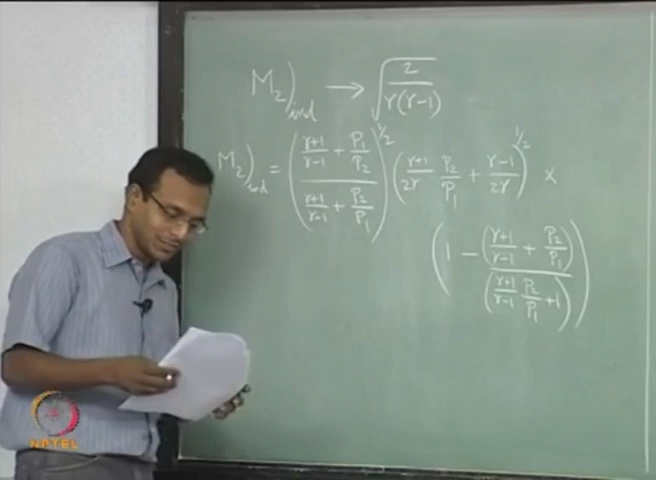 M₂)ᵢₙd → √(2/(γ(γ-1)))
M₂)ᵢₙd = (((γ+1)/(γ-1) + P₁/P₂)/((γ+1)/(γ-1) + P₂/P₁))^1/2 ((γ+1)/2γ P₂/P₁ + (γ-1)/2γ)^1/2 ×
(1 - ((γ+1)/(γ-1) + P₂/P₁)/((γ+1)/(γ-1) P₂/P₁ + 1))
NPTEL